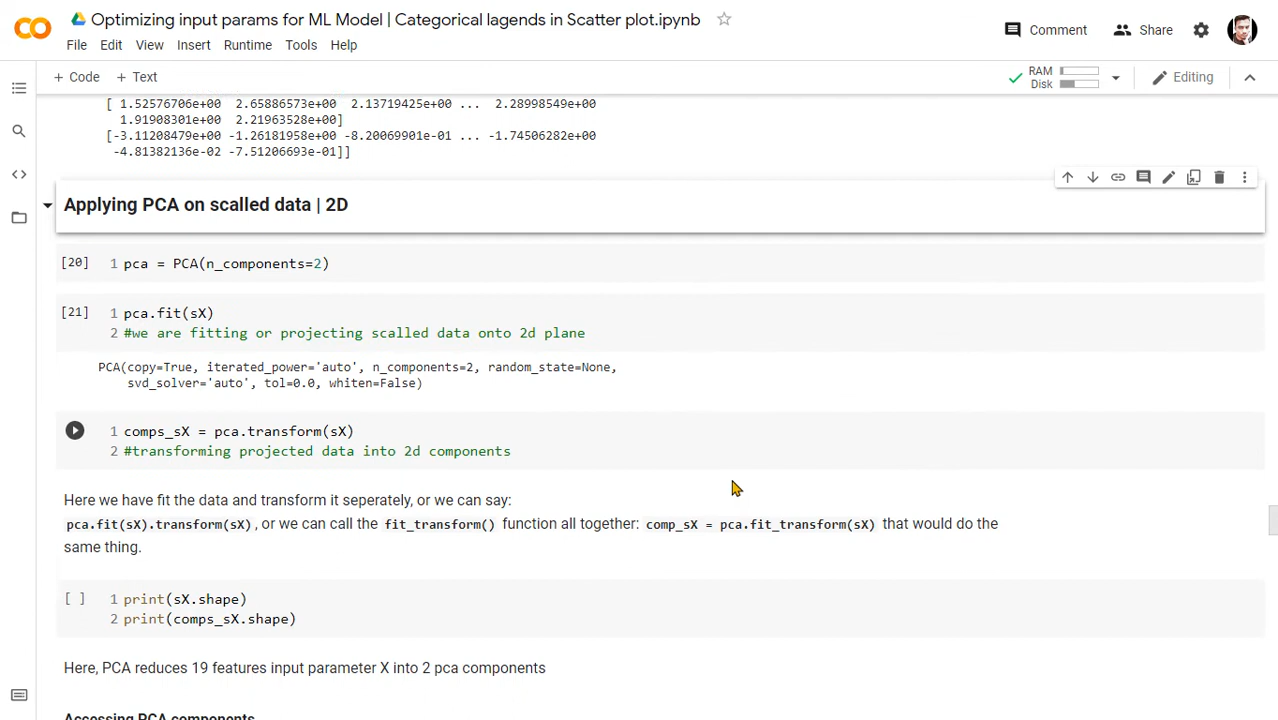 Optimizing input params for ML Model | Categorical lagends in Scatter plot.ipynb
Comment
Share
File Edit View Insert Runtime Tools Help
+ Code + Text
RAM
Disk
Editing
[ 1.52576706e+00 2.65886573e+00 2.13719425e+00 ... 2.28998549e+00
1.91908301e+00 2.21963528e+00]
[-3.11208479e+00 -1.26181958e+00 -8.20069901e-01 ... -1.74506282e+00
-4.81382136e-02 -7.51206693e-01]]
Applying PCA on scalled data | 2D
[20] 1 pca = PCA(n_components=2)
[21] 1 pca.fit(sX)
2 #we are fitting or projecting scalled data onto 2d plane
PCA(copy=True, iterated_power='auto', n_components=2, random_state=None,
svd_solver='auto', tol=0.0, whiten=False)
1 comps_sX = pca.transform(sX)
2 #transforming projected data into 2d components
Here we have fit the data and transform it seperately, or we can say:
pca.fit(sX).transform(sX), or we can call the fit_transform() function all together: comp_sX = pca.fit_transform(sX) that would do the
same thing.
[ ] 1 print(sX.shape)
2 print(comps_sX.shape)
Here, PCA reduces 19 features input parameter X into 2 pca components
Accessing PCA components